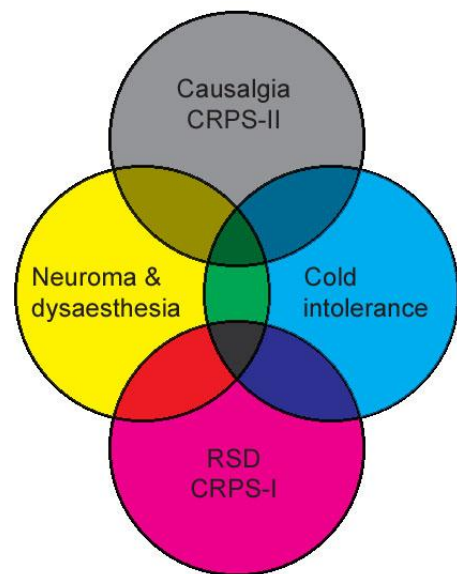 Causalgia
CRPS-II
Neuroma &
dysaesthesia
Cold
intolerance
RSD
CRPS-I